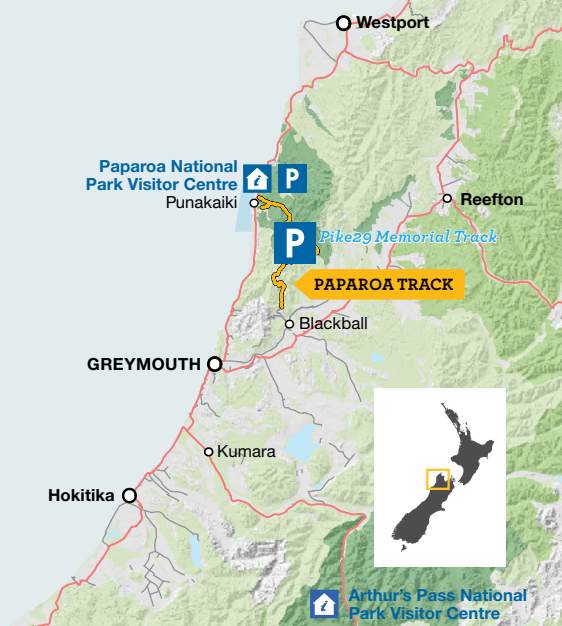 Westport
Paparoa National
Park Visitor Centre
i
P
Punakaiki
Reefton
P
Pike29 Memorial Track
PAPAROA TRACK
Blackball
GREYMOUTH
Kumara
Hokitika
i
Arthur's Pass National
Park Visitor Centre